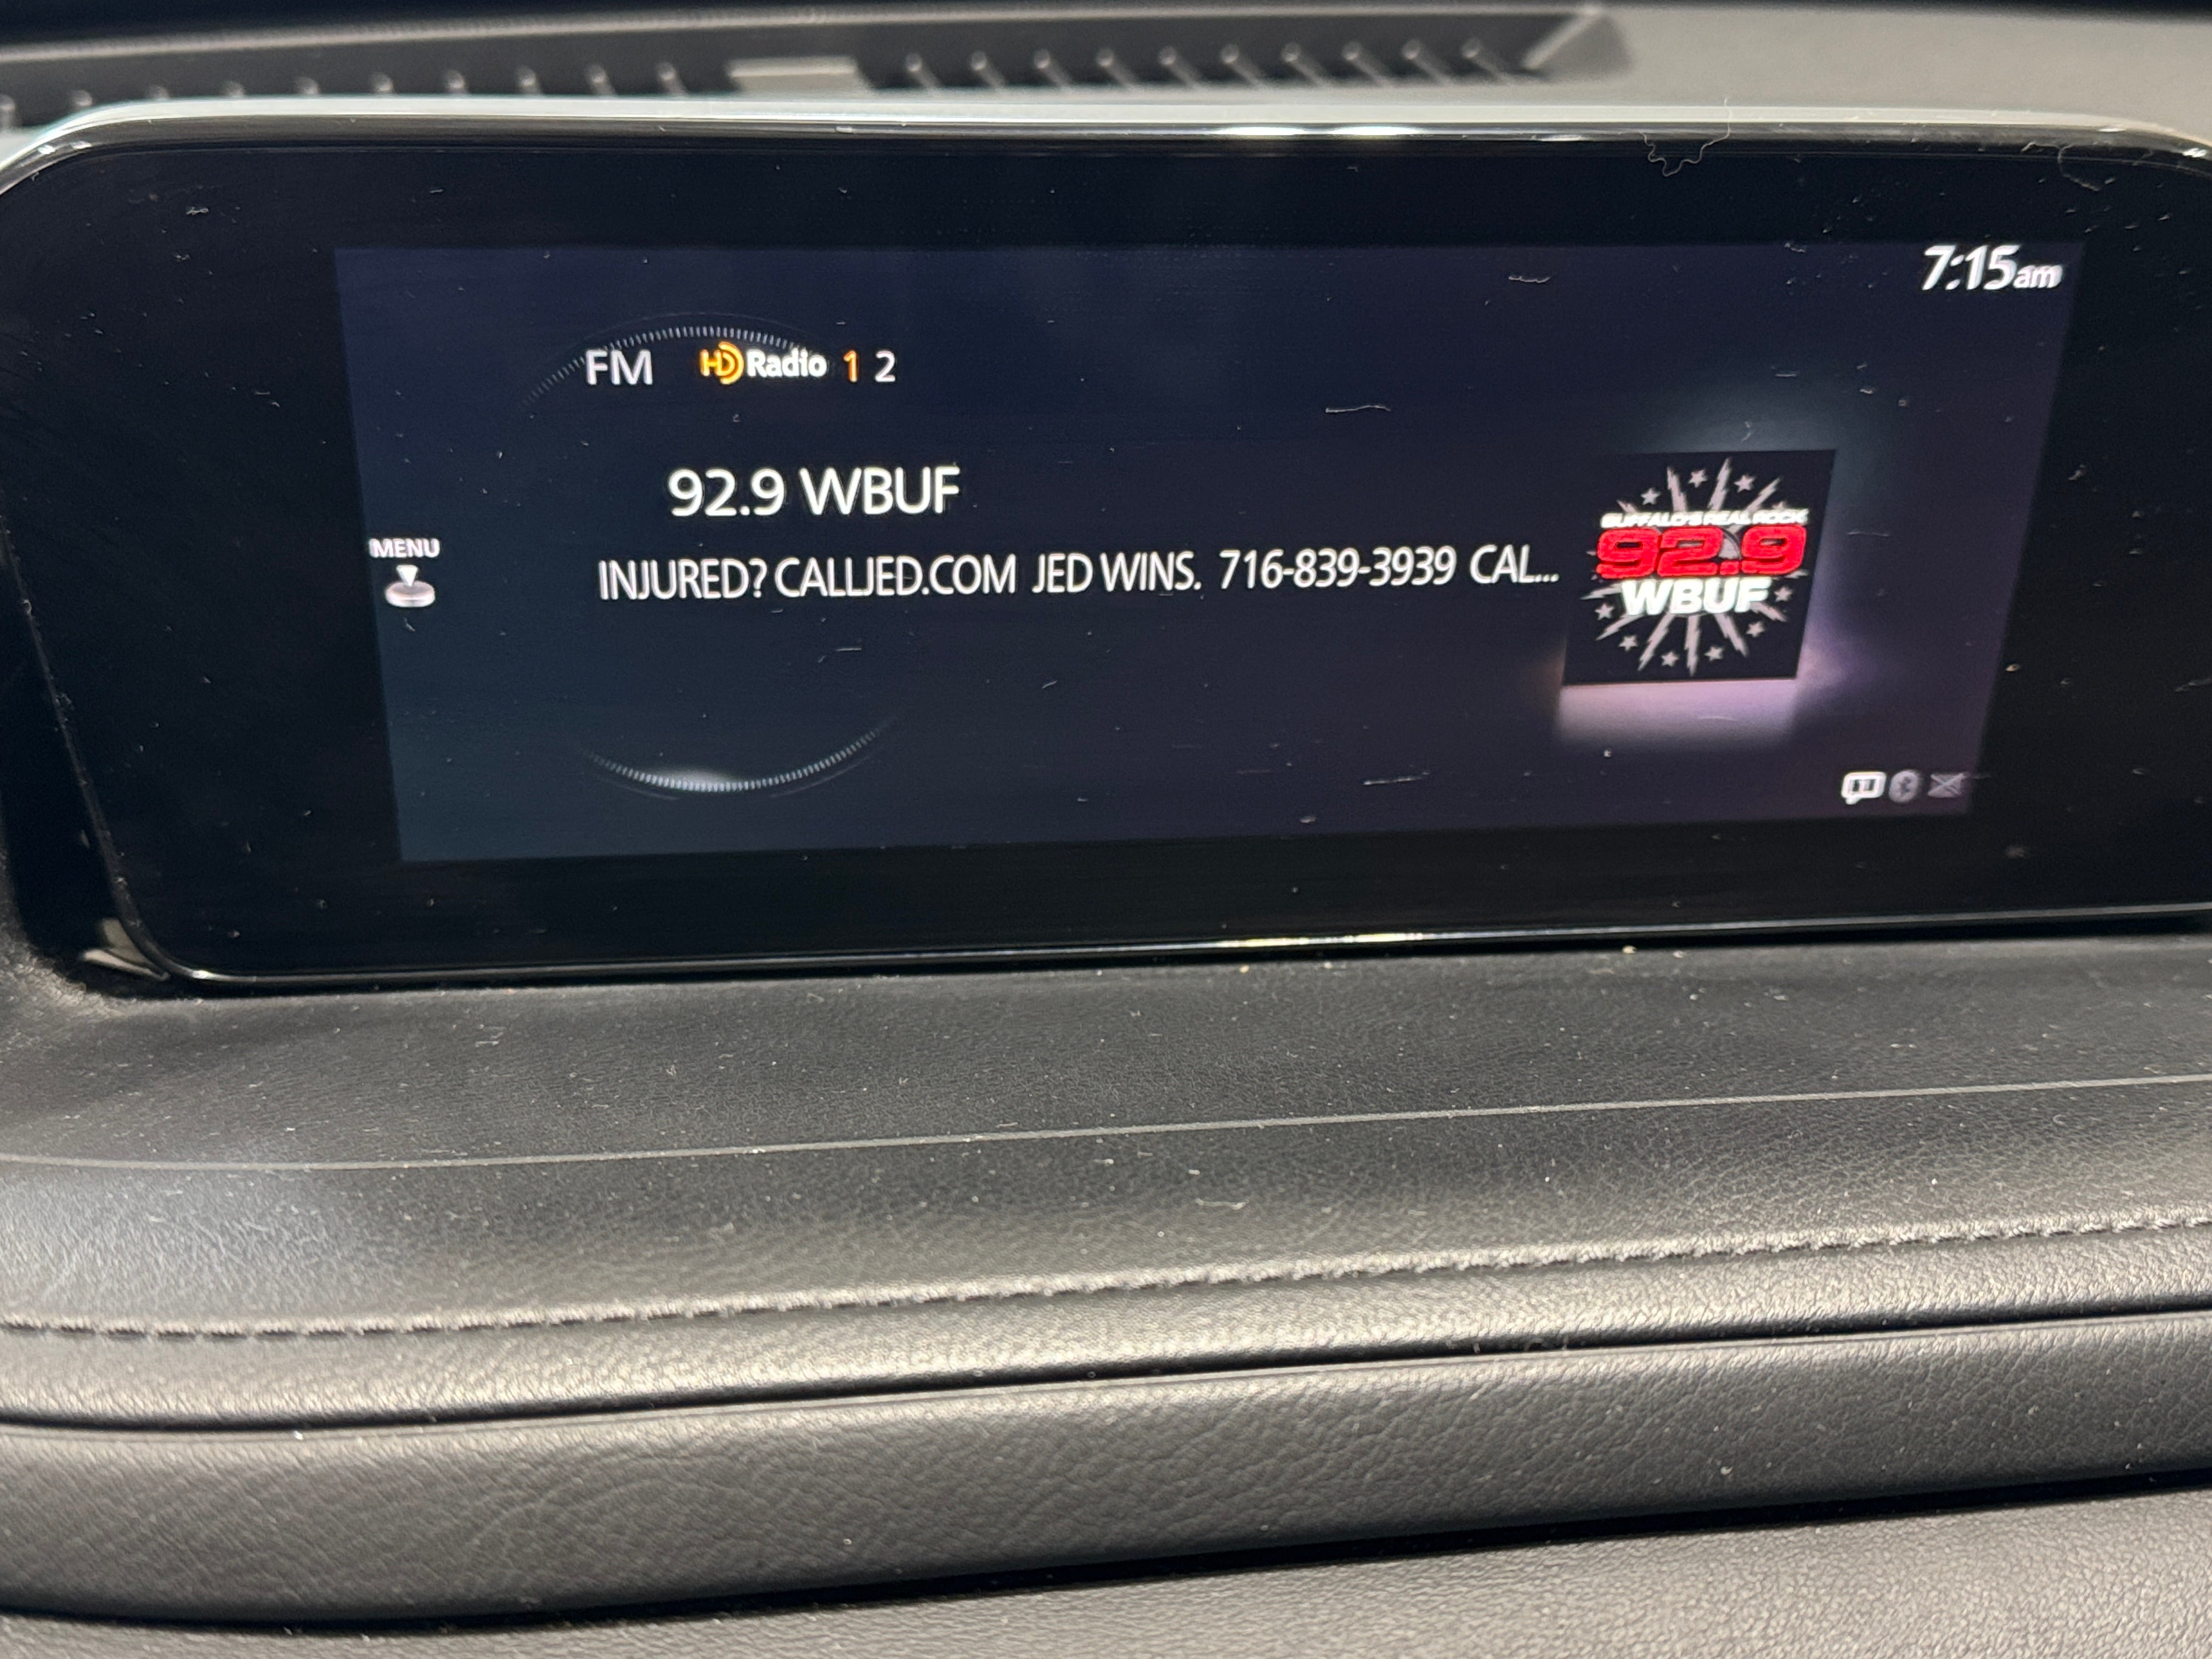 7:15am
FM HD Radio 1 2
92.9 WBUF
INJURED? CALLJED.COM JED WINS. 716-839-3939 CAL...
MENU
BUFFALO'S REAL ROCK
92.9
WBUF